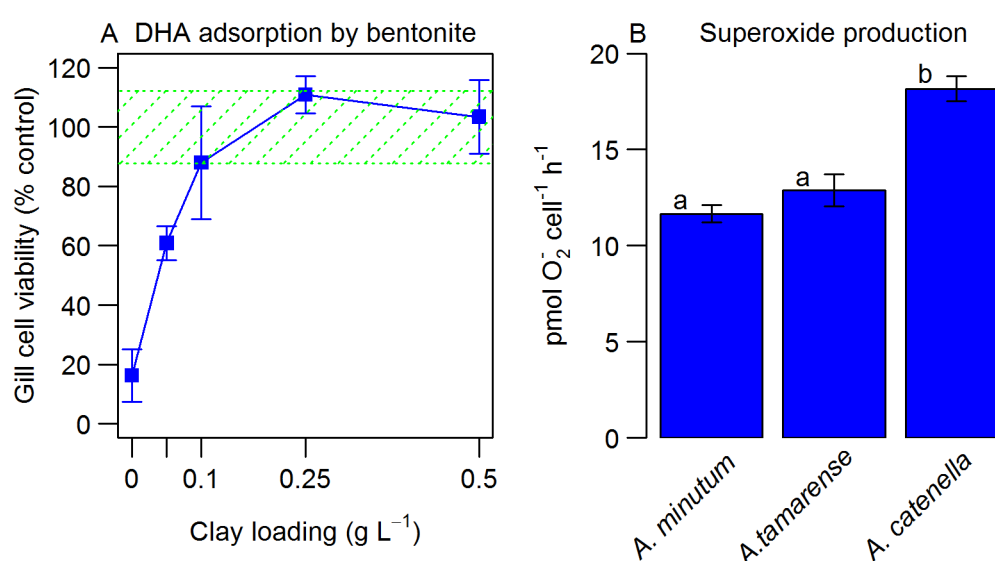 A DHA adsorption by bentonite
Gill cell viability (% control)
120
100
80
60
40
20
0
0 0.1 0.25 0.5
Clay loading (g L⁻¹)
B Superoxide production
pmol O₂⁻ cell⁻¹ h⁻¹
20
15
10
5
0
a
a
b
A. minutum
A.tamarense
A. catenella